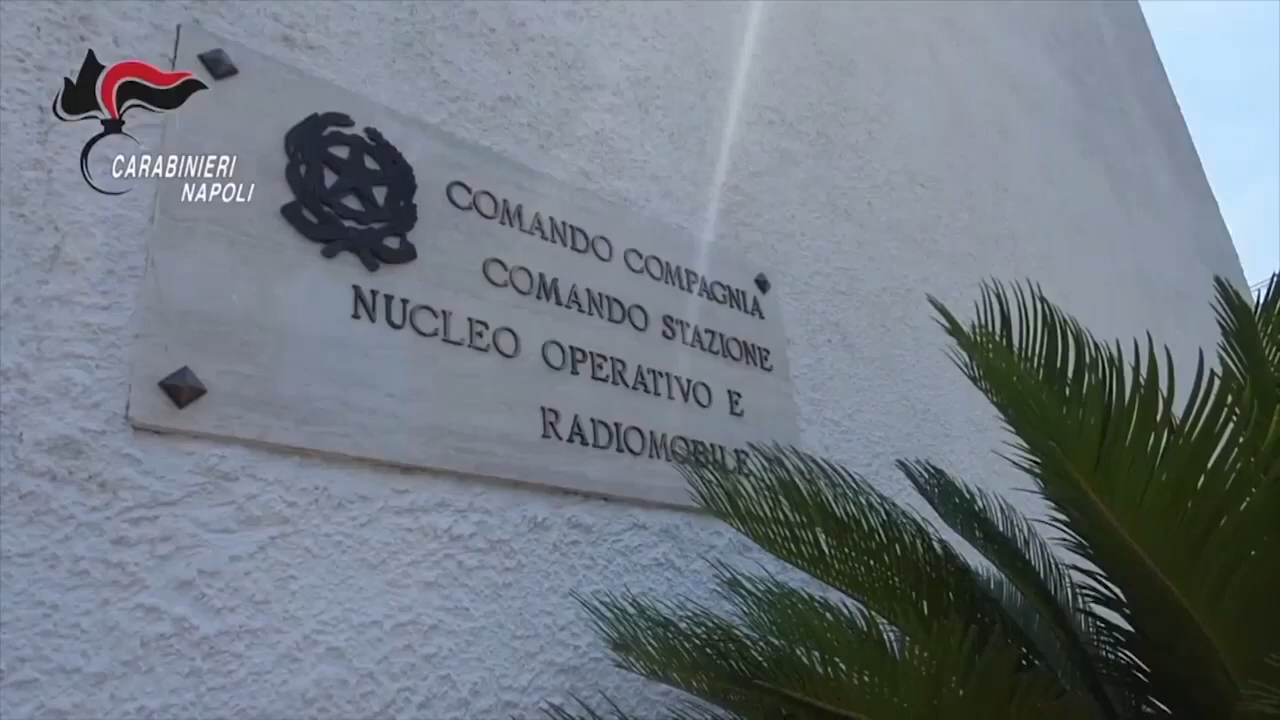 CARABINIERI
NAPOLI
COMANDO COMPAGNIA
COMANDO STAZIONE
NUCLEO OPERATIVO E
RADIOMOBILE